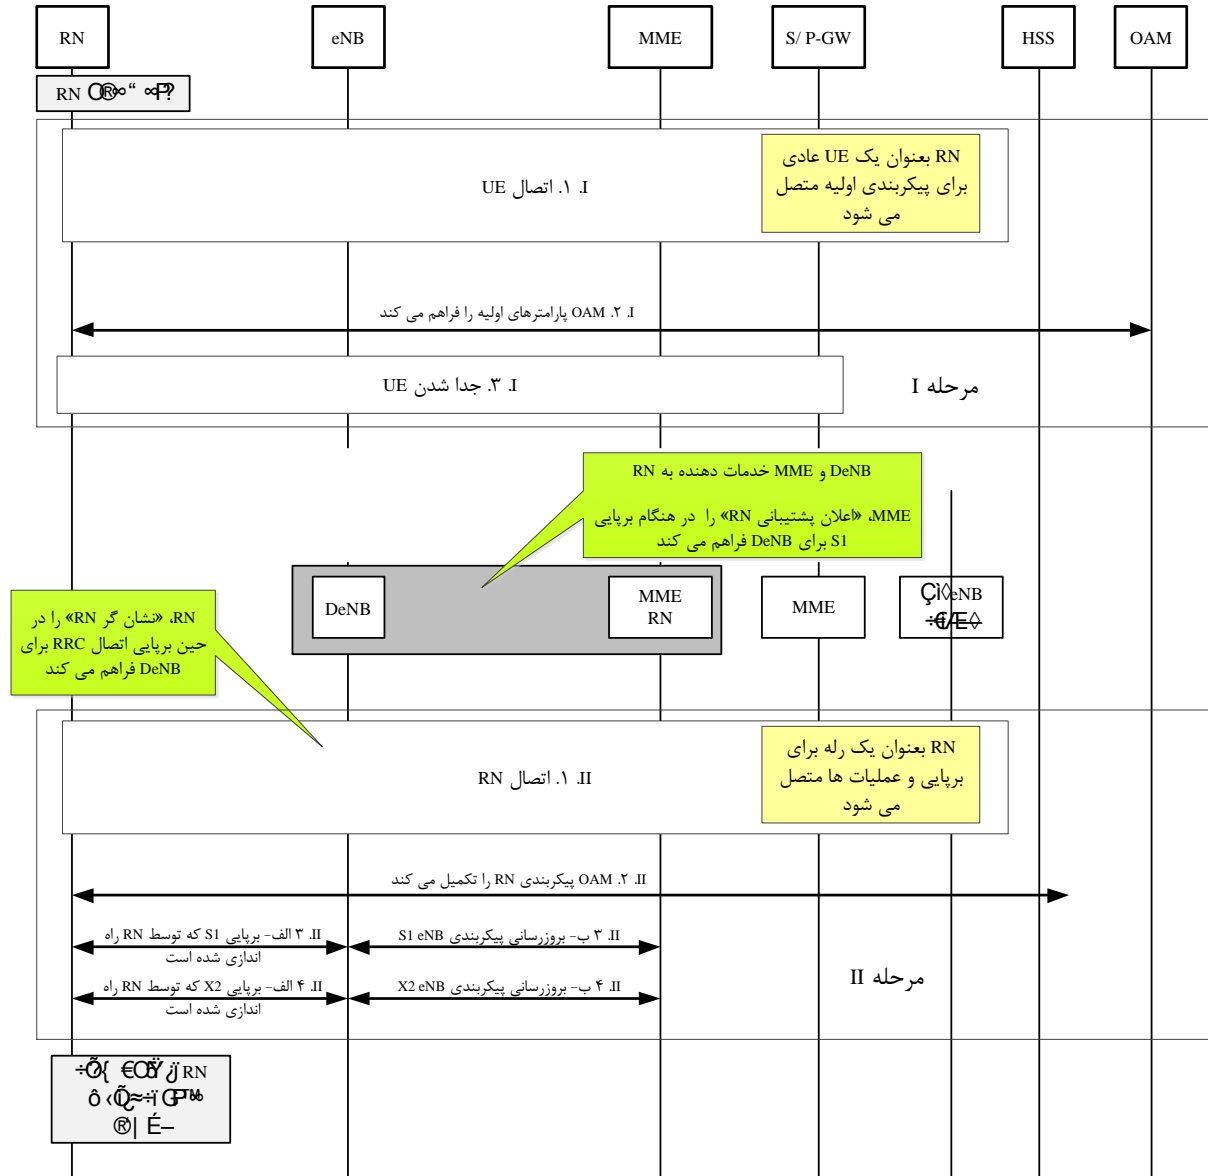 RN
eNB
MME
S/ P-GW
HSS
OAM
RN
RN بعنوان یک UE عادی
برای پیکربندی اولیه متصل
می شود
I. ۱. اتصال UE
I. ۲. OAM پارامترهای اولیه را فراهم می کند
I. ۳. جدا شدن UE
مرحله I
DeNB و MME خدمات دهنده به RN
MME، «اعلان پشتیبانی RN» را در هنگام برپایی
S1 برای DeNB فراهم می کند
DeNB
MME
RN
MME
eNB
RN، «نشان گر RN» را در
حین برپایی اتصال RRC برای
DeNB فراهم می کند
RN بعنوان یک رله برای
برپایی و عملیات ها متصل
می شود
II. ۱. اتصال RN
II. ۲. OAM پیکربندی RN را تکمیل می کند
II. ۳ الف- برپایی S1 که توسط RN راه
اندازی شده است
II. ۳ ب- بروزرسانی پیکربندی S1 eNB
II. ۴ الف- برپایی X2 که توسط RN راه
اندازی شده است
II. ۴ ب- بروزرسانی پیکربندی X2 eNB
مرحله II
RN